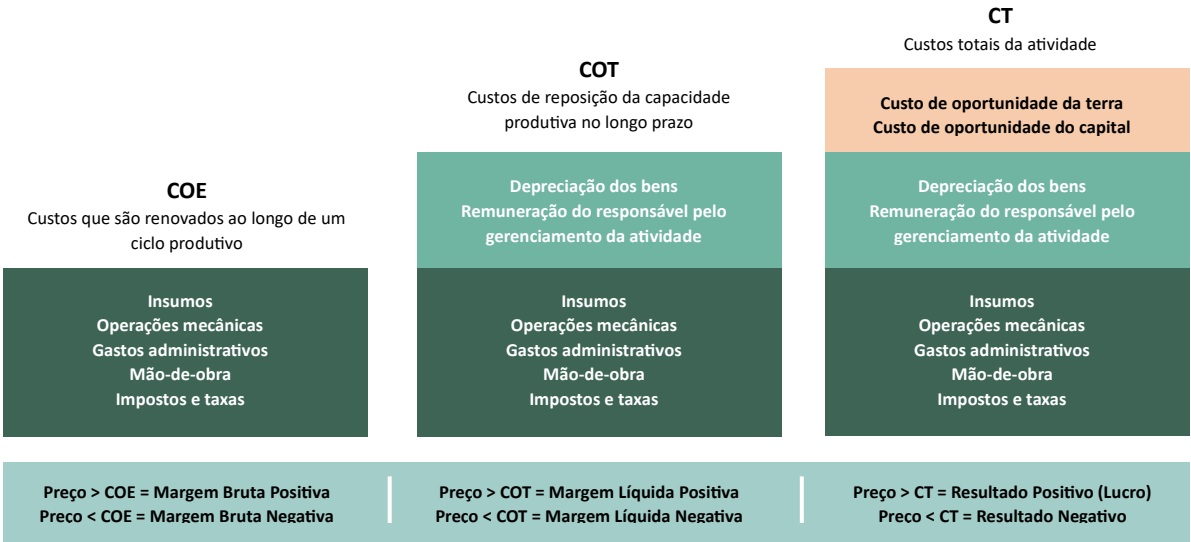 COE
Custos que são renovados ao longo de um
ciclo produtivo
Insumos
Operações mecânicas
Gastos administrativos
Mão-de-obra
Impostos e taxas
Preço > COE = Margem Bruta Positiva
Preço < COE = Margem Bruta Negativa
COT
Custos de reposição da capacidade
produtiva no longo prazo
Depreciação dos bens
Remuneração do responsável pelo
gerenciamento da atividade
Insumos
Operações mecânicas
Gastos administrativos
Mão-de-obra
Impostos e taxas
Preço > COT = Margem Líquida Positiva
Preço < COT = Margem Líquida Negativa
CT
Custos totais da atividade
Custo de oportunidade da terra
Custo de oportunidade do capital
Depreciação dos bens
Remuneração do responsável pelo
gerenciamento da atividade
Insumos
Operações mecânicas
Gastos administrativos
Mão-de-obra
Impostos e taxas
Preço > CT = Resultado Positivo (Lucro)
Preço < CT = Resultado Negativo